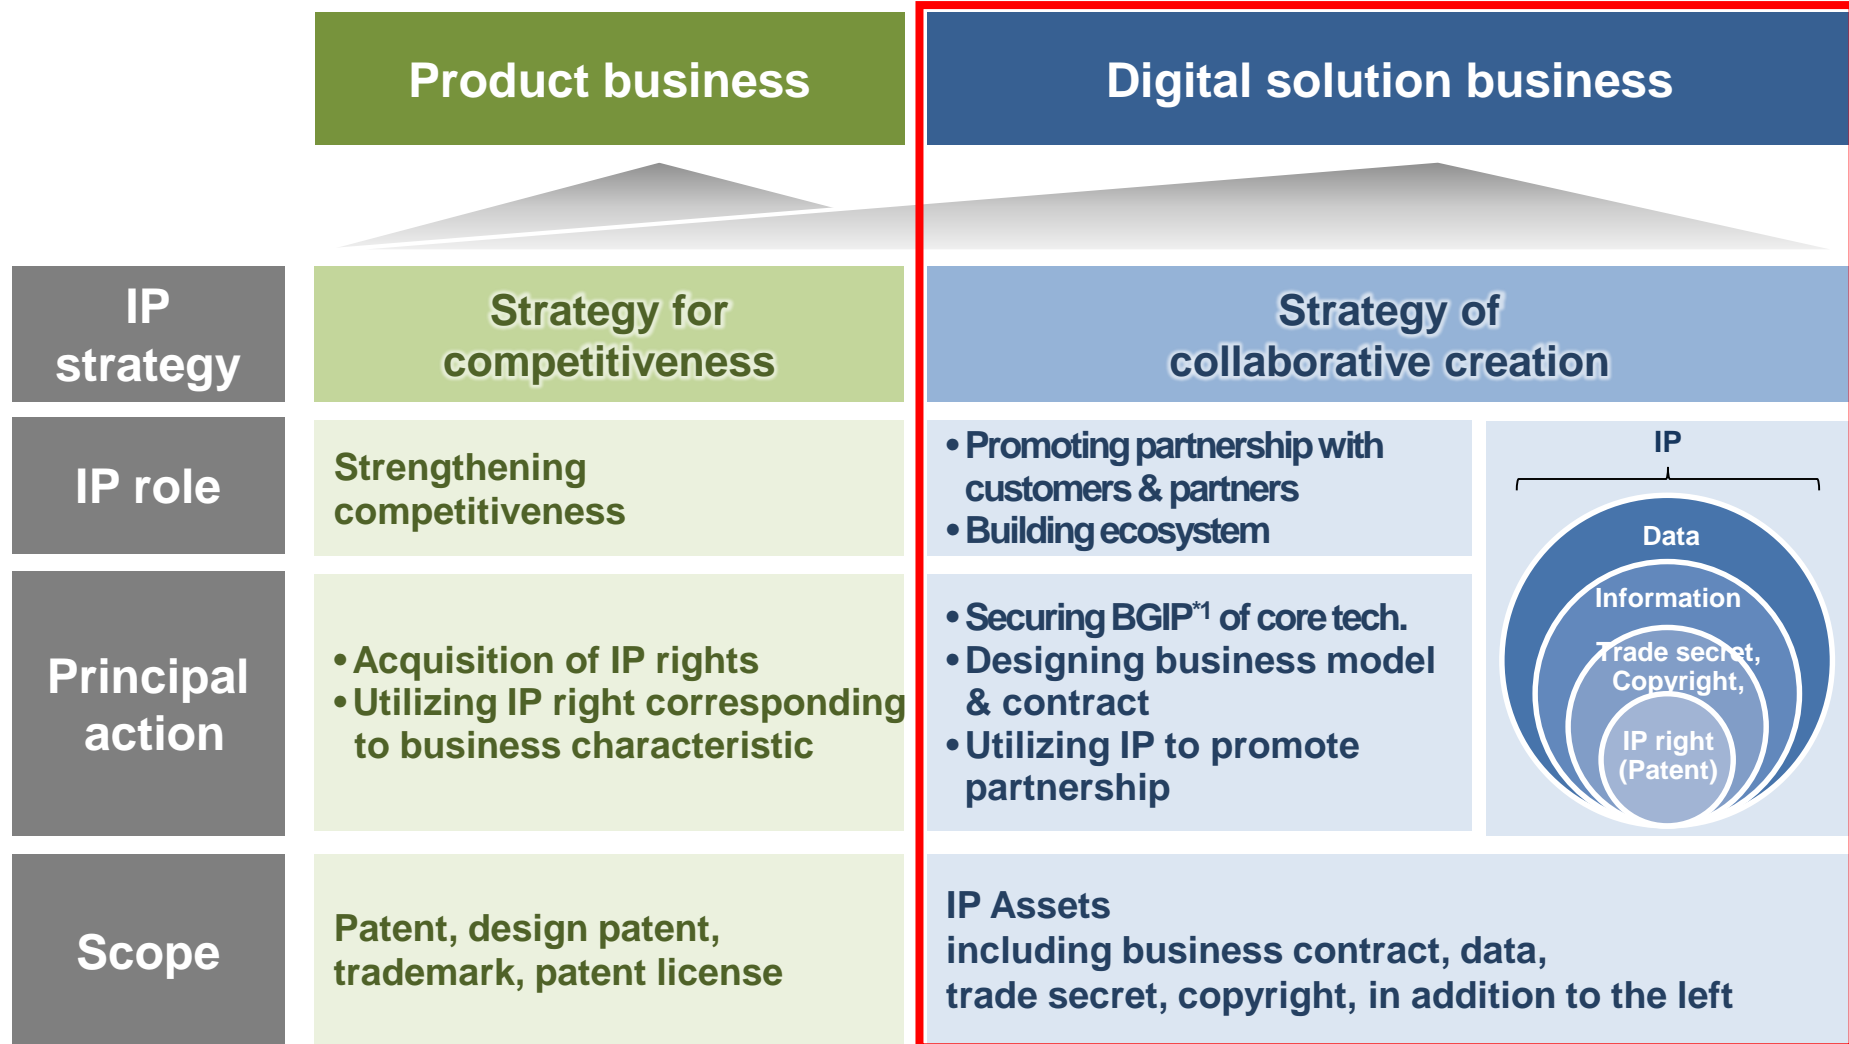 Product business
Digital solution business
IP
strategy
Strategy for
competitiveness
Strategy of
collaborative creation
IP role
Strengthening
competitiveness
• Promoting partnership with
customers & partners
• Building ecosystem
Principal
action
• Acquisition of IP rights
• Utilizing IP right corresponding
to business characteristic
• Securing BGIP*1 of core tech.
• Designing business model
& contract
• Utilizing IP to promote
partnership
IP
Data
Information
Trade secret,
Copyright,
IP right
(Patent)
Scope
Patent, design patent,
trademark, patent license
IP Assets
including business contract, data,
trade secret, copyright, in addition to the left